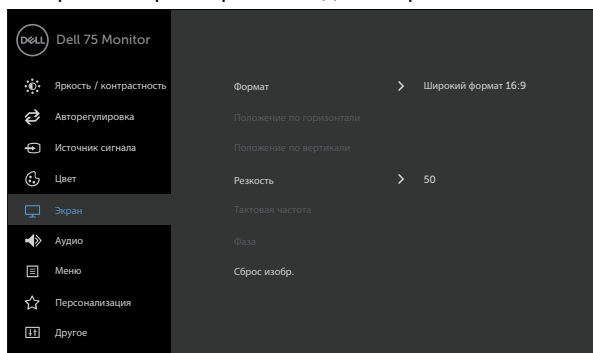 DELL
Dell 75 Monitor
Яркость / контрастность
Формат
Широкий формат 16:9
Авторегулировка
Положение по горизонтали
Источник сигнала
Положение по вертикали
Цвет
Резкость
50
Экран
Тактовая частота
Аудио
Фаза
Меню
Сброс изобр.
Персонализация
Другое